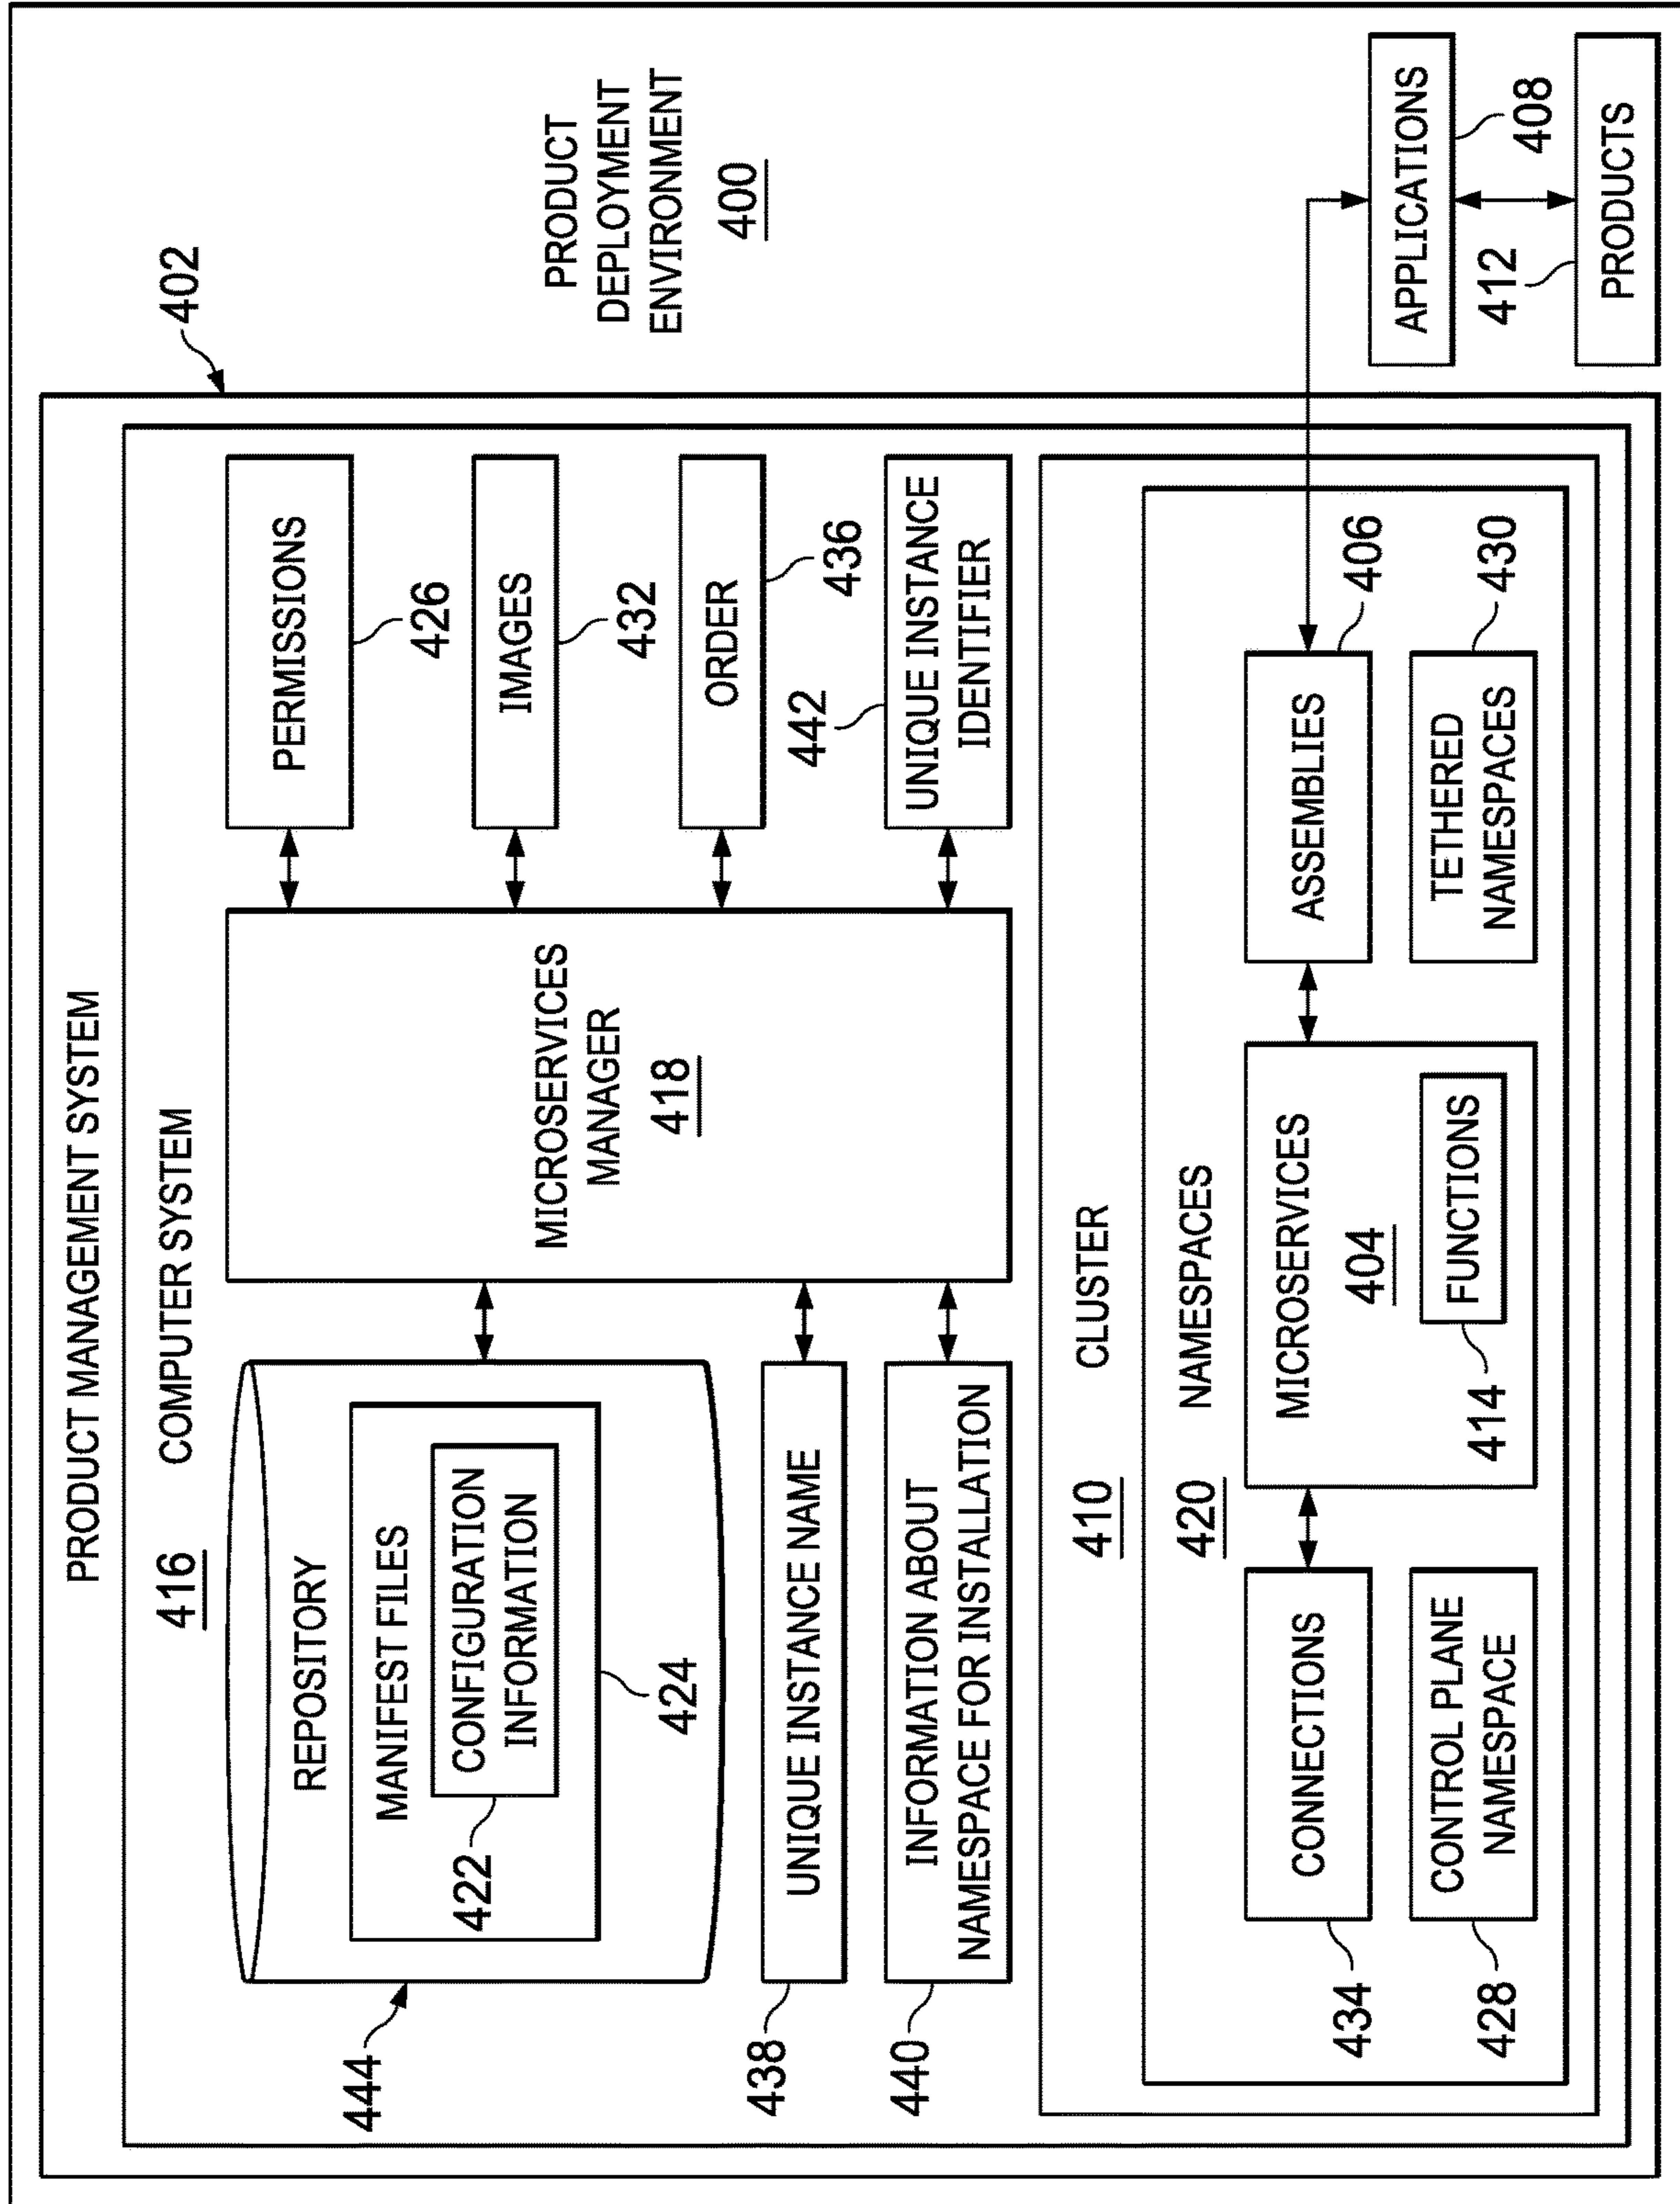 PRODUCT MANAGEMENT SYSTEM
402
COMPUTER SYSTEM
416
PRODUCT
DEPLOYMENT
ENVIRONMENT
400
444
REPOSITORY
MANIFEST FILES
CONFIGURATION
INFORMATION
422
424
MICROSERVICES
MANAGER
418
PERMISSIONS
426
IMAGES
432
ORDER
436
438
UNIQUE INSTANCE NAME
440
INFORMATION ABOUT
NAMESPACE FOR INSTALLATION
442
UNIQUE INSTANCE
IDENTIFIER
CLUSTER
410
NAMESPACES
420
434
CONNECTIONS
MICROSERVICES
404
414
FUNCTIONS
ASSEMBLIES
406
428
CONTROL PLANE
NAMESPACE
TETHERED
NAMESPACES
430
APPLICATIONS
408
412
PRODUCTS